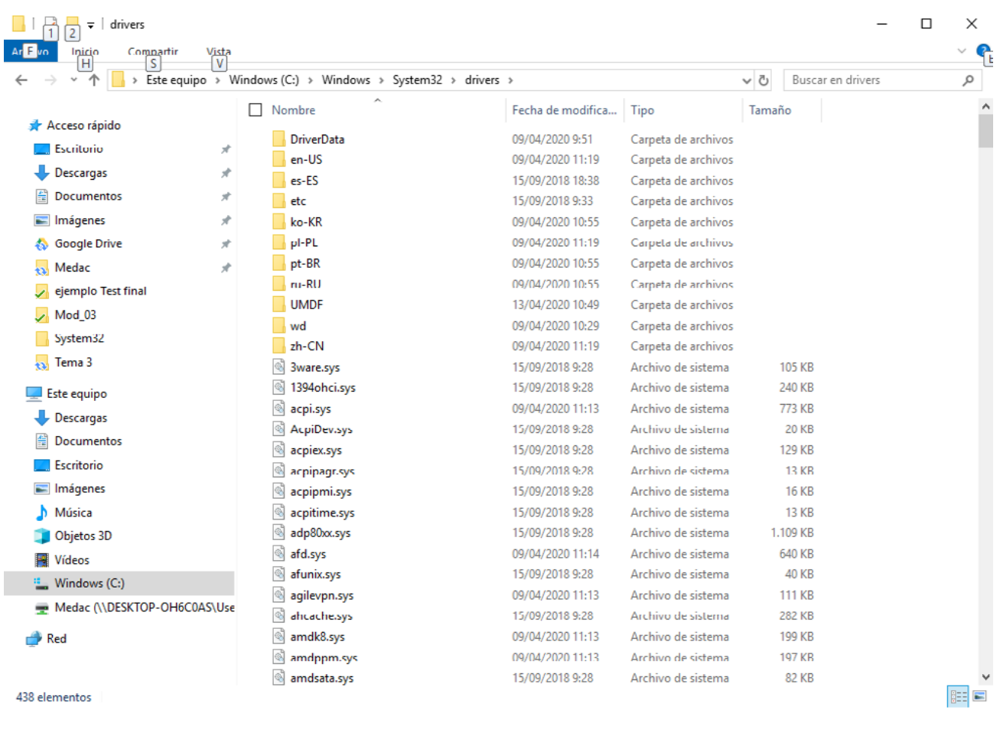 drivers
1 2
Archivo Inicio Compartir Vista
F H S V
Este equipo > Windows (C:) > Windows > System32 > drivers >
Buscar en drivers
Nombre Fecha de modifica... Tipo Tamaño
Acceso rápido
Escritorio
Descargas
Documentos
Imágenes
Google Drive
Medac
ejemplo Test final
Mod_03
System32
Tema 3
Este equipo
Descargas
Documentos
Escritorio
Imágenes
Música
Objetos 3D
Vídeos
Windows (C:)
Medac (\\DESKTOP-OH6C0AS\Use
Red
DriverData 09/04/2020 9:51 Carpeta de archivos
en-US 09/04/2020 11:19 Carpeta de archivos
es-ES 15/09/2018 18:38 Carpeta de archivos
etc 15/09/2018 9:33 Carpeta de archivos
ko-KR 09/04/2020 10:55 Carpeta de archivos
pl-PL 09/04/2020 11:19 Carpeta de archivos
pt-BR 09/04/2020 10:55 Carpeta de archivos
ru-RU 09/04/2020 10:55 Carpeta de archivos
UMDF 13/04/2020 10:49 Carpeta de archivos
wd 09/04/2020 10:29 Carpeta de archivos
zh-CN 09/04/2020 11:19 Carpeta de archivos
3ware.sys 15/09/2018 9:28 Archivo de sistema 105 KB
1394ohci.sys 15/09/2018 9:28 Archivo de sistema 240 KB
acpi.sys 09/04/2020 11:13 Archivo de sistema 773 KB
AcpiDev.sys 15/09/2018 9:28 Archivo de sistema 20 KB
acpiex.sys 15/09/2018 9:28 Archivo de sistema 129 KB
acpipagr.sys 15/09/2018 9:28 Archivo de sistema 13 KB
acpipmi.sys 15/09/2018 9:28 Archivo de sistema 16 KB
acpitime.sys 15/09/2018 9:28 Archivo de sistema 13 KB
adp80xx.sys 15/09/2018 9:28 Archivo de sistema 1.109 KB
afd.sys 09/04/2020 11:14 Archivo de sistema 640 KB
afunix.sys 15/09/2018 9:28 Archivo de sistema 40 KB
agilevpn.sys 09/04/2020 11:13 Archivo de sistema 111 KB
ahcache.sys 15/09/2018 9:28 Archivo de sistema 282 KB
amdk8.sys 09/04/2020 11:13 Archivo de sistema 199 KB
amdppm.sys 09/04/2020 11:13 Archivo de sistema 197 KB
amdsata.sys 15/09/2018 9:28 Archivo de sistema 82 KB
438 elementos